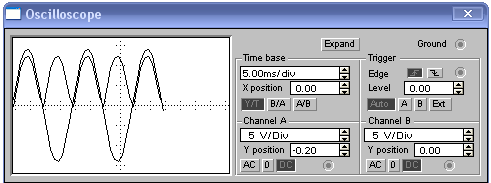 Oscilloscope
Expand Ground
Time base Trigger
5.00ms/div Edge
X position 0.00 Level 0.00
Y/T B/A A/B Auto A B Ext
Channel A Channel B
5 V/Div 5 V/Div
Y position -0.20 Y position 0.00
AC 0 DC AC 0 DC